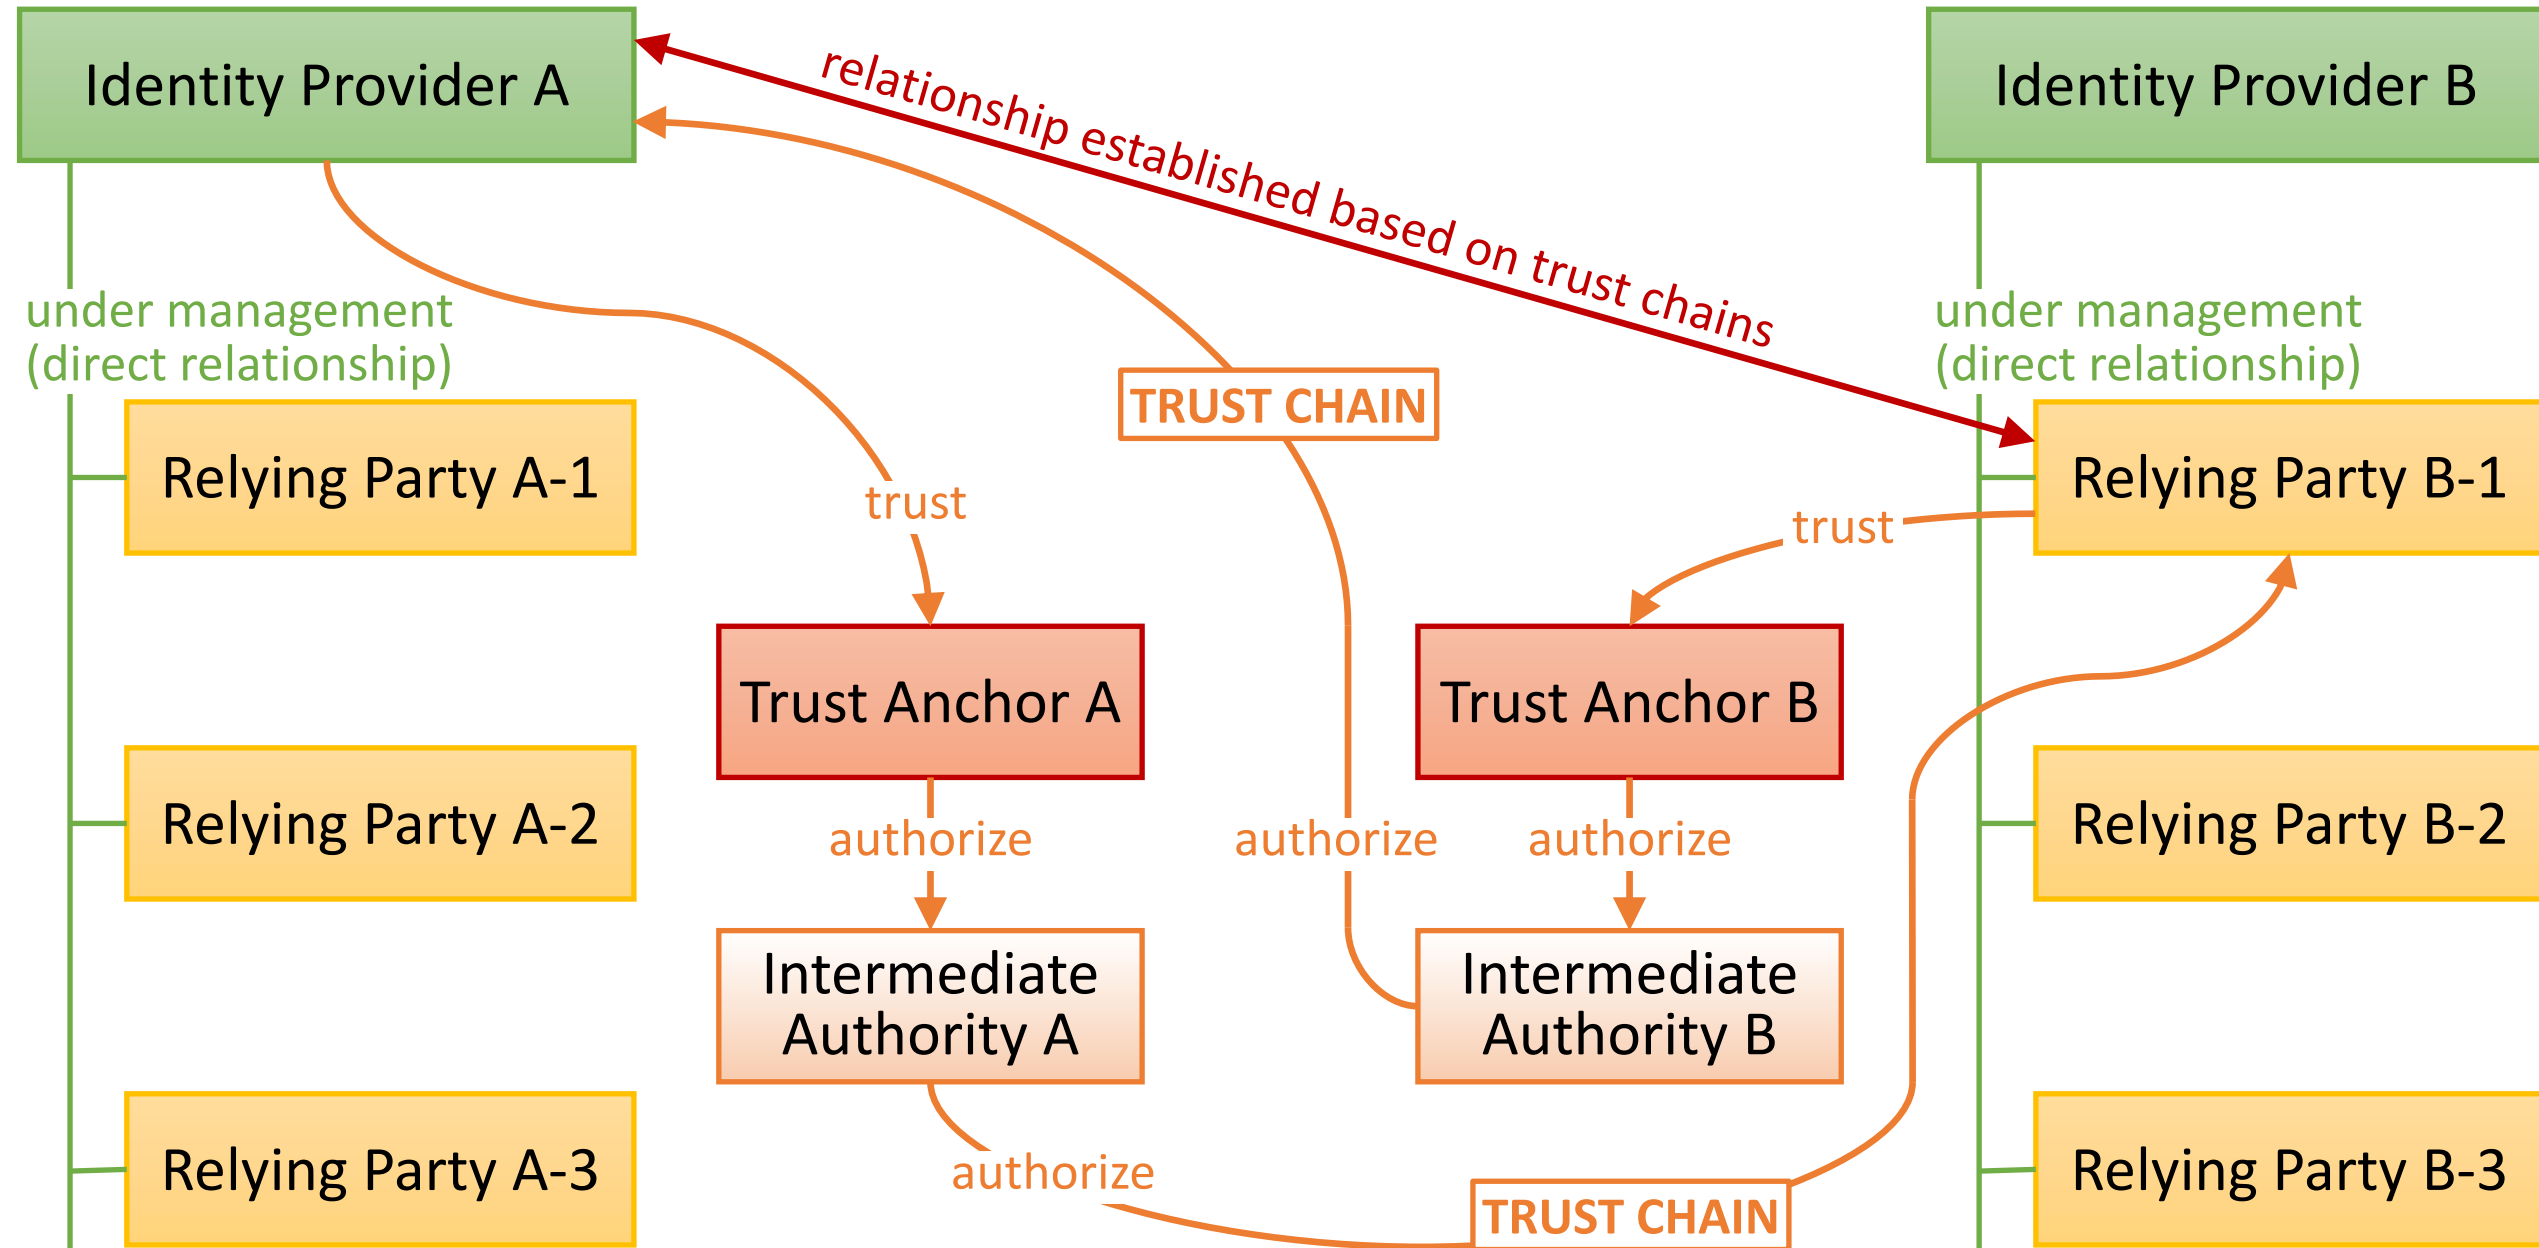 Identity Provider A
Identity Provider B
relationship established based on trust chains
under management
(direct relationship)
under management
(direct relationship)
TRUST CHAIN
Relying Party A-1
Relying Party B-1
trust
trust
Trust Anchor A
Trust Anchor B
Relying Party A-2
authorize
authorize
authorize
Relying Party B-2
Intermediate
Authority A
Intermediate
Authority B
Relying Party A-3
authorize
TRUST CHAIN
Relying Party B-3